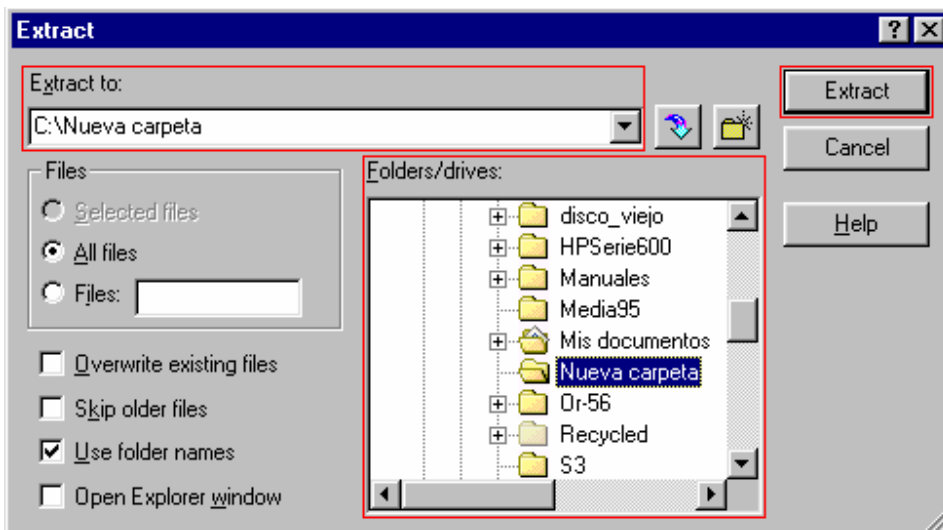 Extract
Extract to:
C:\Nueva carpeta
Extract
Cancel
Help
Files
Selected files
All files
Files:
Overwrite existing files
Skip older files
Use folder names
Open Explorer window
Folders/drives:
disco_viejo
HPSerie600
Manuales
Media95
Mis documentos
Nueva carpeta
Or-56
Recycled
S3